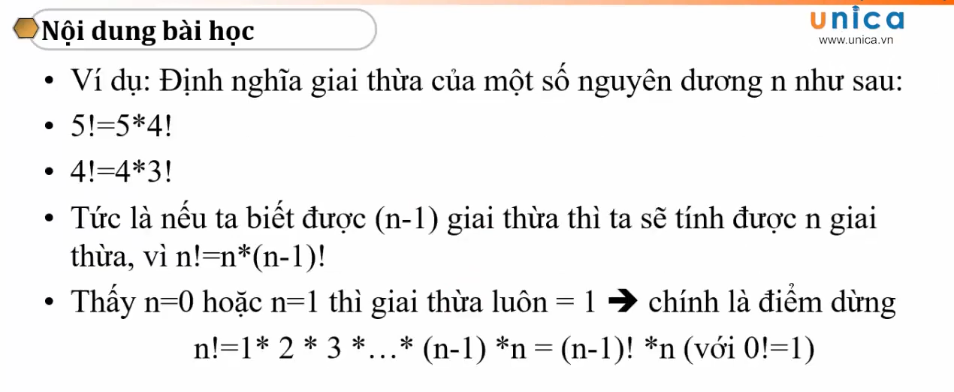 Nội dung bài học
unica
www.unica.vn
• Ví dụ: Định nghĩa giai thừa của một số nguyên dương n như sau:
• 5!=5*4!
• 4!=4*3!
• Tức là nếu ta biết được (n-1) giai thừa thì ta sẽ tính được n giai
thừa, vì n!=n*(n-1)!
• Thấy n=0 hoặc n=1 thì giai thừa luôn = 1 ➔ chính là điểm dừng
n!=1* 2 * 3 *…* (n-1) *n = (n-1)! *n (với 0!=1)